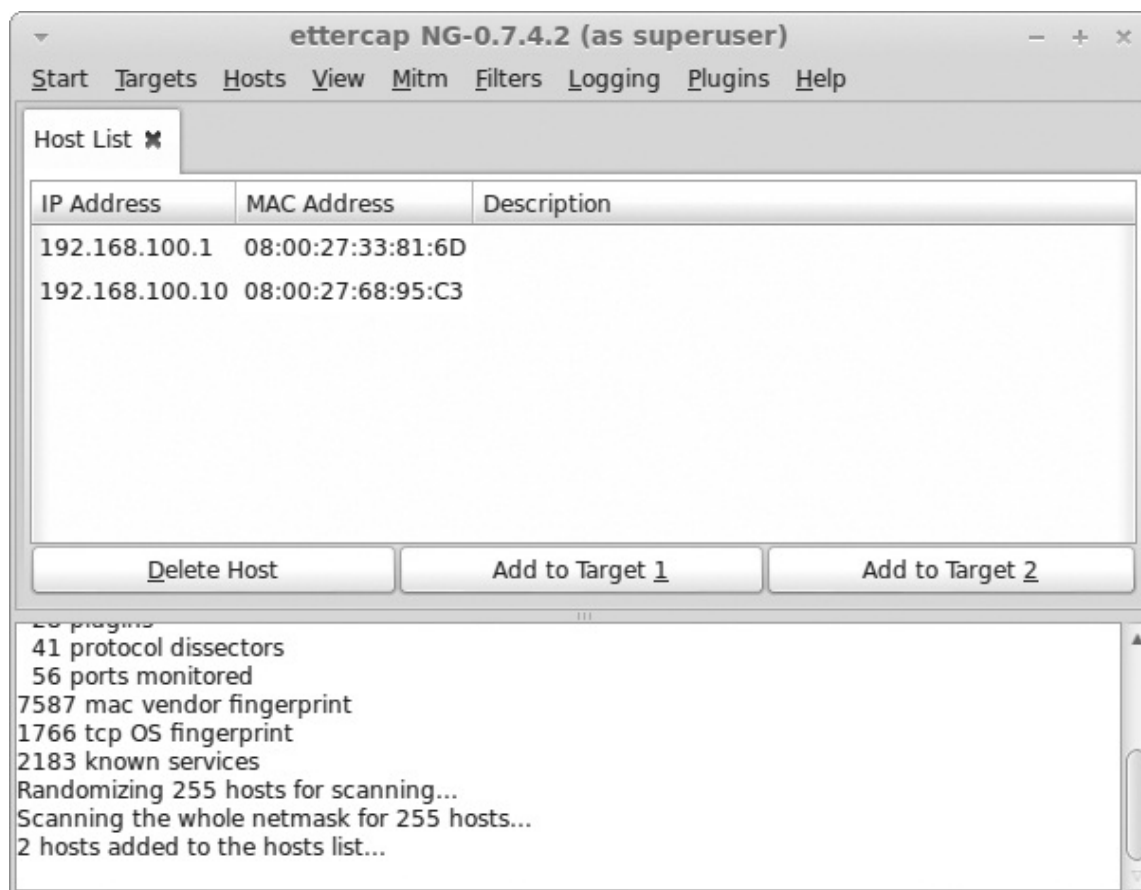 ettercap NG-0.7.4.2 (as superuser)
Start Targets Hosts View Mitm Filters Logging Plugins Help
Host List
IP Address MAC Address Description
192.168.100.1 08:00:27:33:81:6D
192.168.100.10 08:00:27:68:95:C3
Delete Host Add to Target 1 Add to Target 2
plugins
41 protocol dissectors
56 ports monitored
7587 mac vendor fingerprint
1766 tcp OS fingerprint
2183 known services
Randomizing 255 hosts for scanning...
Scanning the whole netmask for 255 hosts...
2 hosts added to the hosts list...